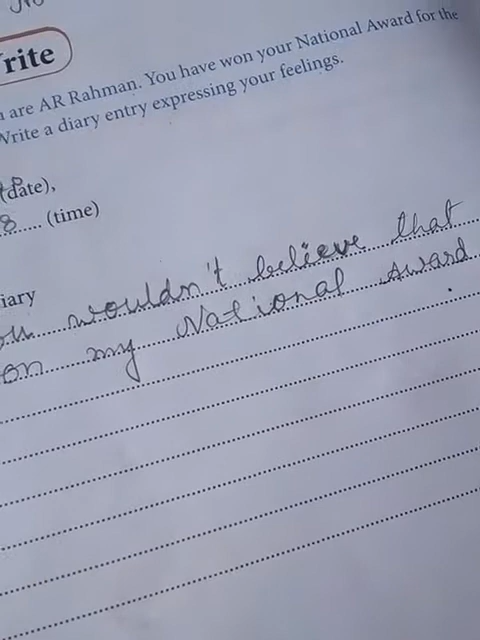 rite
are AR Rahman. You have won your National Award for the
Write a diary entry expressing your feelings.
(date),
8 (time)
iary
wouldn't believe that
on my National Award